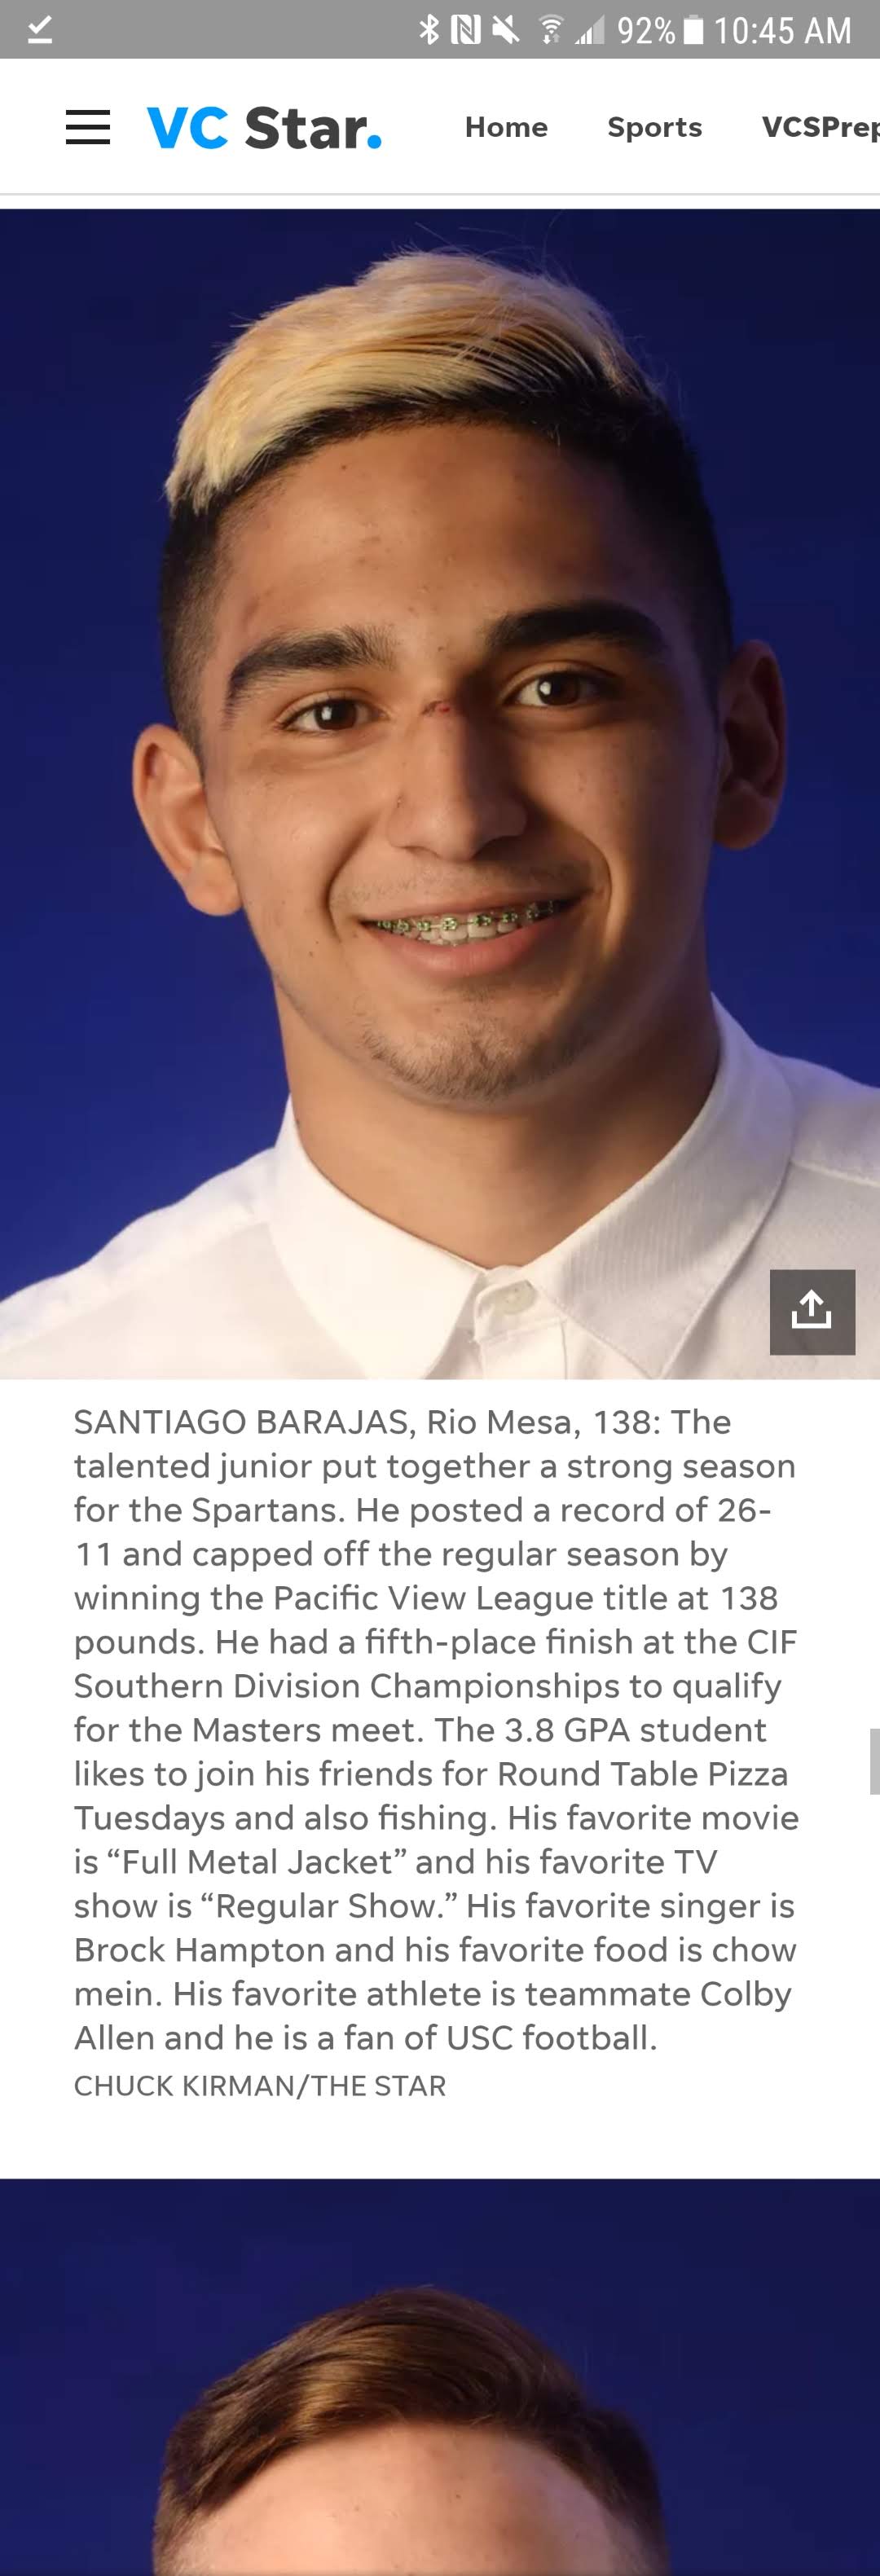 92% 10:45 AM
VC Star. Home Sports VCSPrep
SANTIAGO BARAJAS, Rio Mesa, 138: The
talented junior put together a strong season
for the Spartans. He posted a record of 26-
11 and capped off the regular season by
winning the Pacific View League title at 138
pounds. He had a fifth-place finish at the CIF
Southern Division Championships to qualify
for the Masters meet. The 3.8 GPA student
likes to join his friends for Round Table Pizza
Tuesdays and also fishing. His favorite movie
is “Full Metal Jacket” and his favorite TV
show is “Regular Show.” His favorite singer is
Brock Hampton and his favorite food is chow
mein. His favorite athlete is teammate Colby
Allen and he is a fan of USC football.
CHUCK KIRMAN/THE STAR